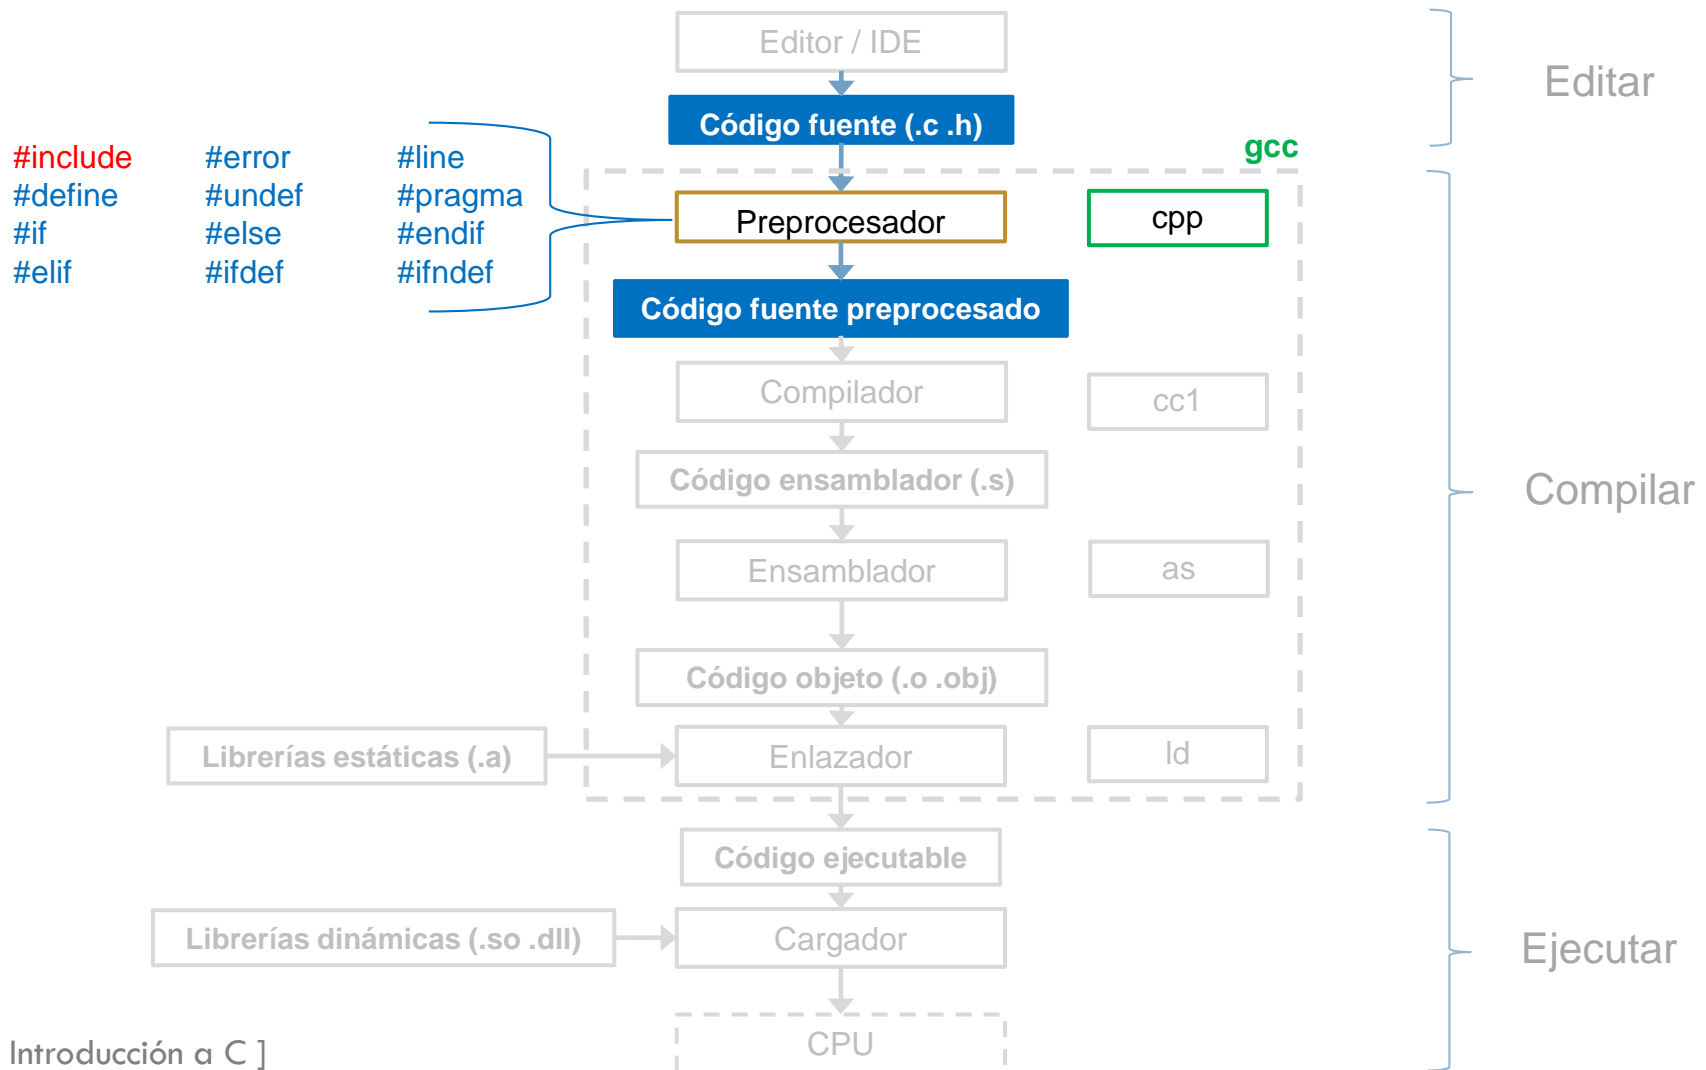 Editor / IDE
Editar
Código fuente (.c .h)
gcc
#include #error #line
#define #undef #pragma
#if #else #endif
#elif #ifdef #ifndef
Preprocesador
cpp
Código fuente preprocesado
Compilador
cc1
Código ensamblador (.s)
Compilar
Ensamblador
as
Código objeto (.o .obj)
Librerías estáticas (.a)
Enlazador
ld
Código ejecutable
Librerías dinámicas (.so .dll)
Cargador
Ejecutar
CPU
Introducción a C ]